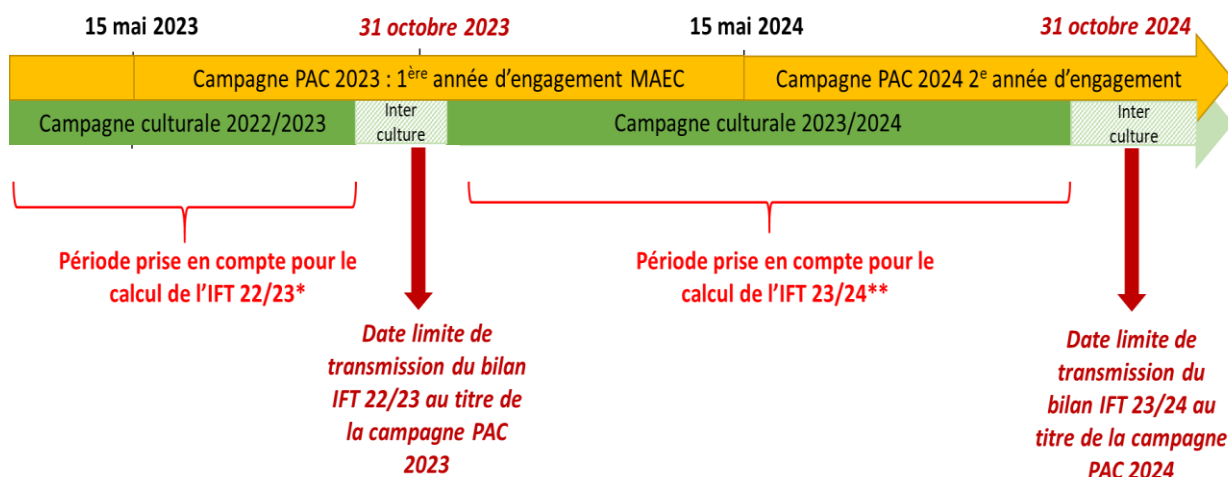 15 mai 2023
31 octobre 2023
15 mai 2024
31 octobre 2024
Campagne PAC 2023 : 1ère année d’engagement MAEC
Campagne PAC 2024 2e année d’engagement
Campagne culturale 2022/2023
Inter
culture
Campagne culturale 2023/2024
Inter
culture
Période prise en compte pour le
calcul de l’IFT 22/23*
Période prise en compte pour le
calcul de l’IFT 23/24**
Date limite de
transmission du bilan
IFT 22/23 au titre de
la campagne PAC
2023
Date limite de
transmission du
bilan IFT 23/24 au
titre de la campagne
PAC 2024